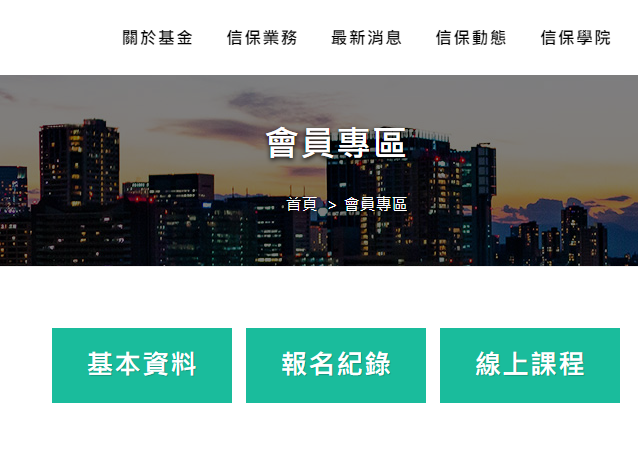 關於基金 信保業務 最新消息 信保動態 信保學院
會員專區
首頁 > 會員專區
基本資料 報名紀錄 線上課程